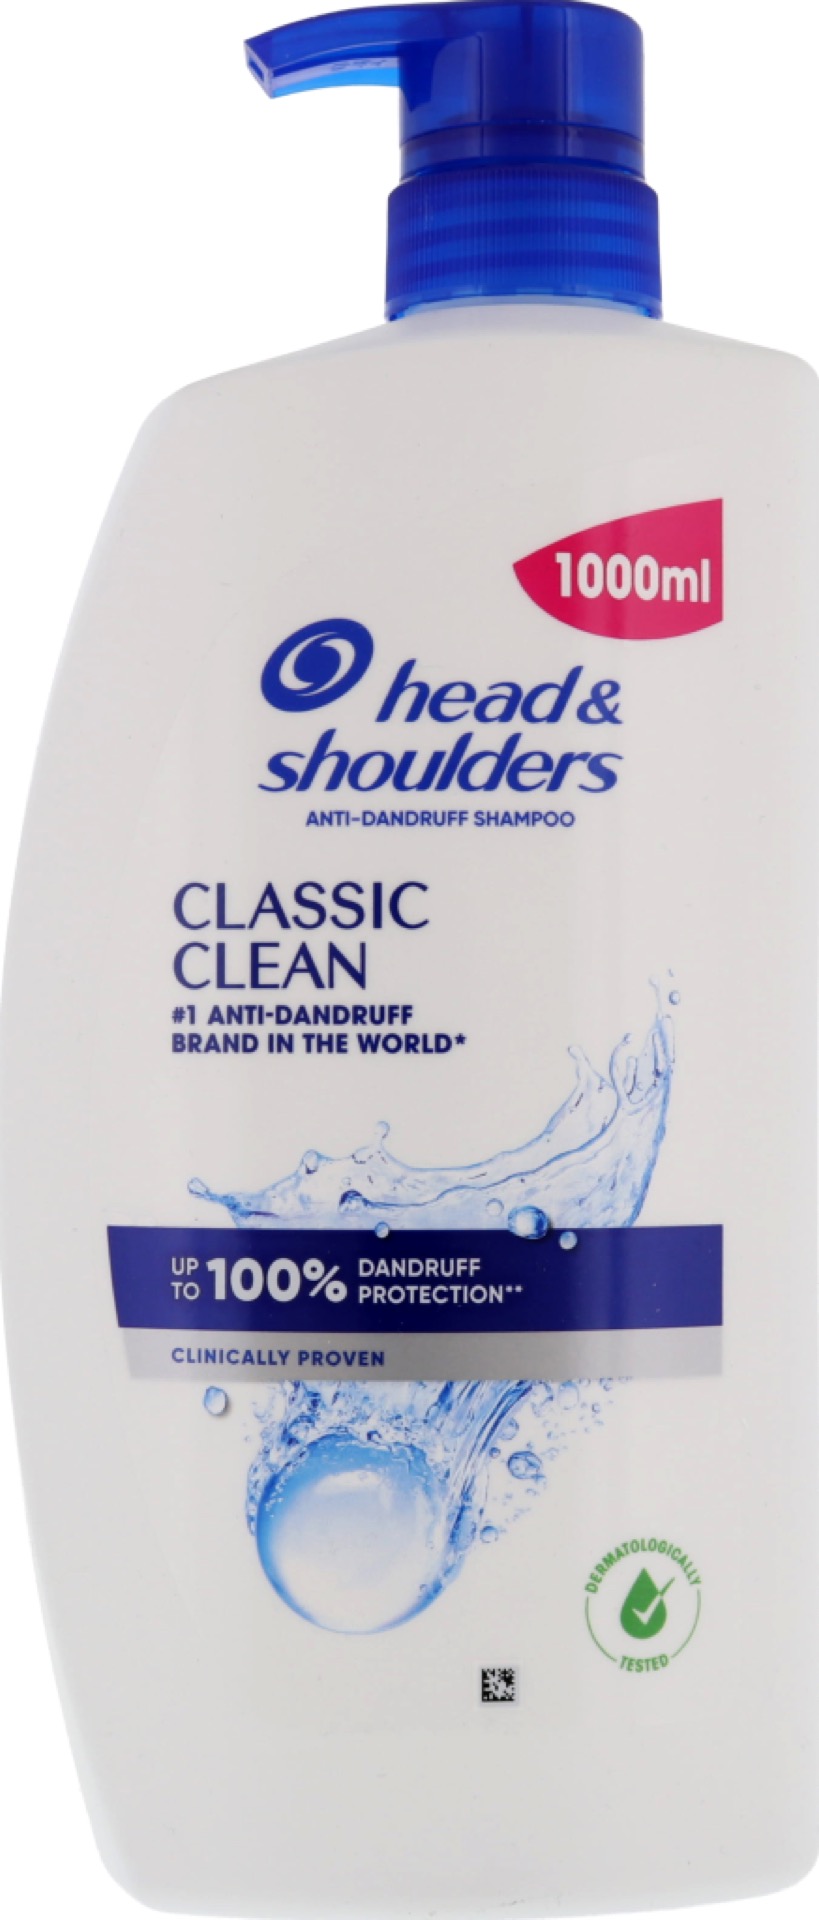 1000ml
head &
shoulders
ANTI-DANDRUFF SHAMPOO
CLASSIC
CLEAN
#1 ANTI-DANDRUFF
BRAND IN THE WORLD*
UP TO 100% DANDRUFF
PROTECTION**
CLINICALLY PROVEN
DERMATOLOGICALLY
TESTED